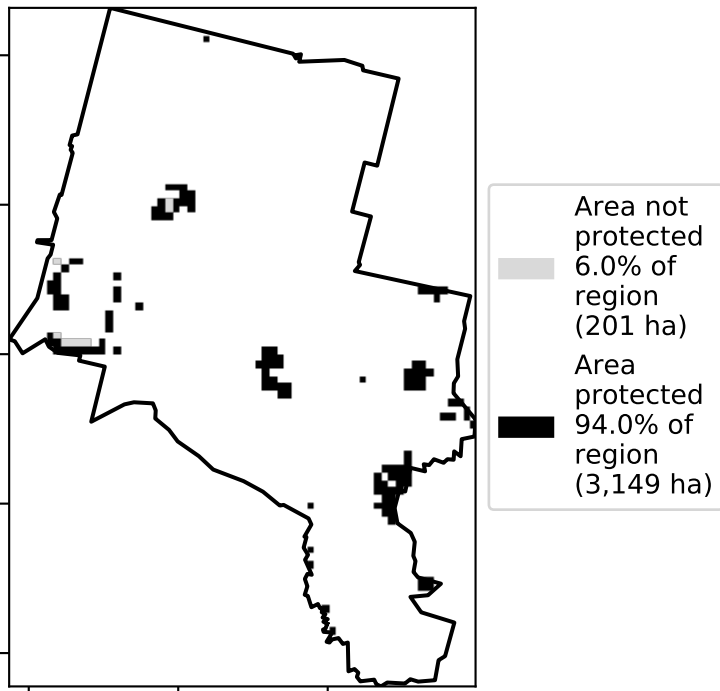 Area not
protected
6.0% of
region
(201 ha)
Area
protected
94.0% of
region
(3,149 ha)